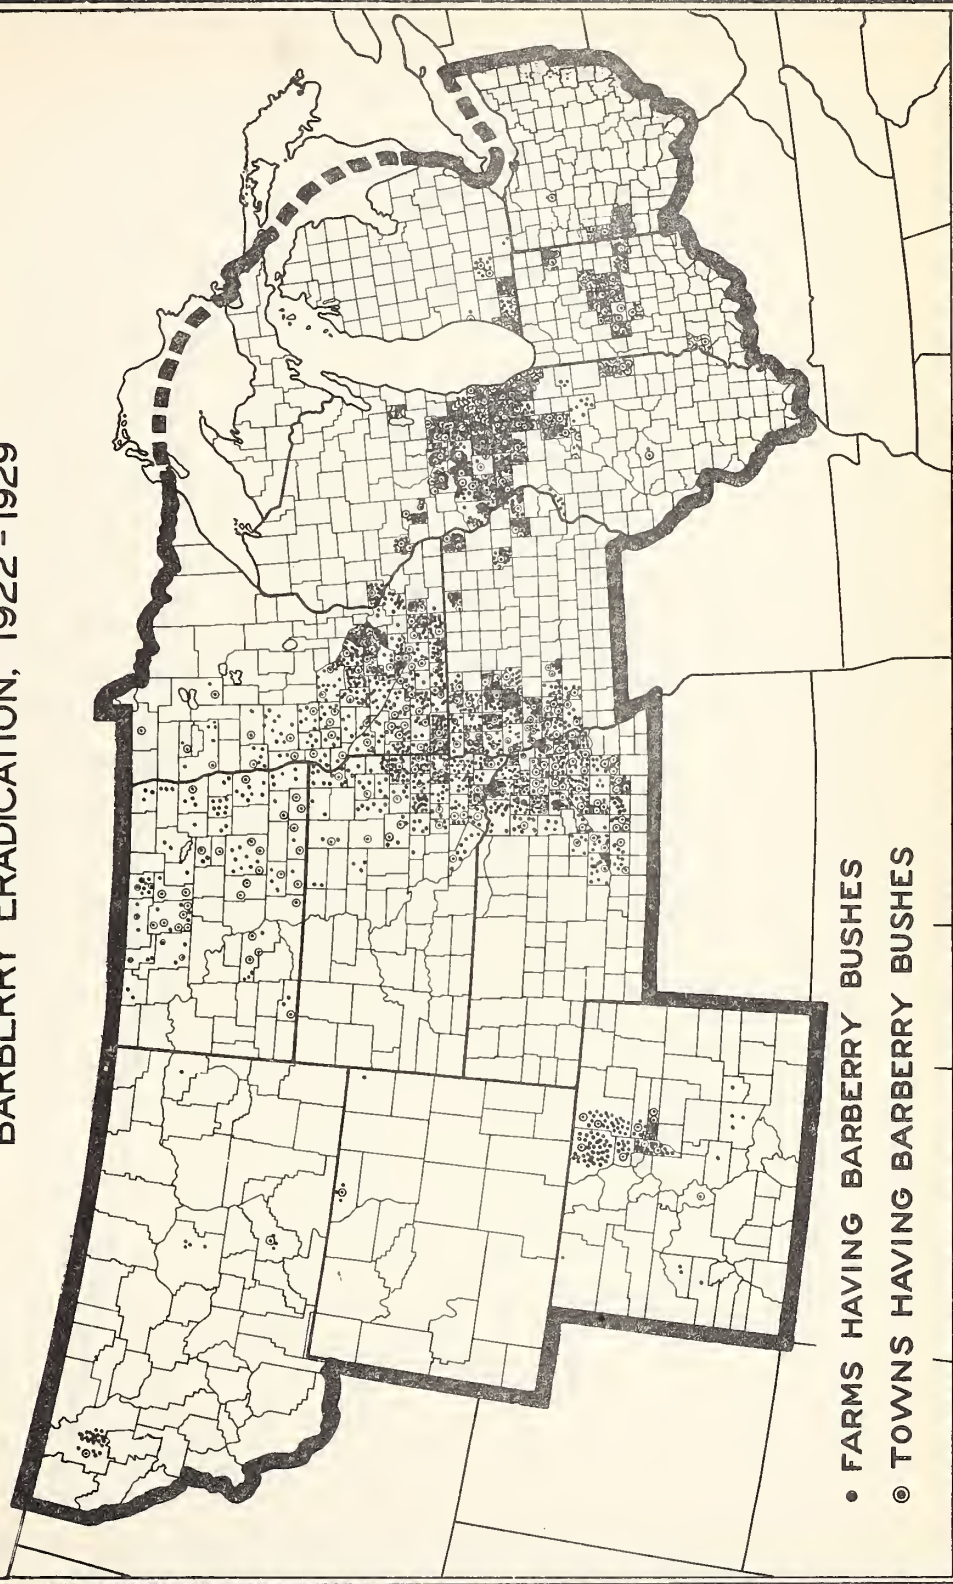 BARBERRY ERADICATION, 1922-1929
• FARMS HAVING BARBERRY BUSHES
◎ TOWNS HAVING BARBERRY BUSHES